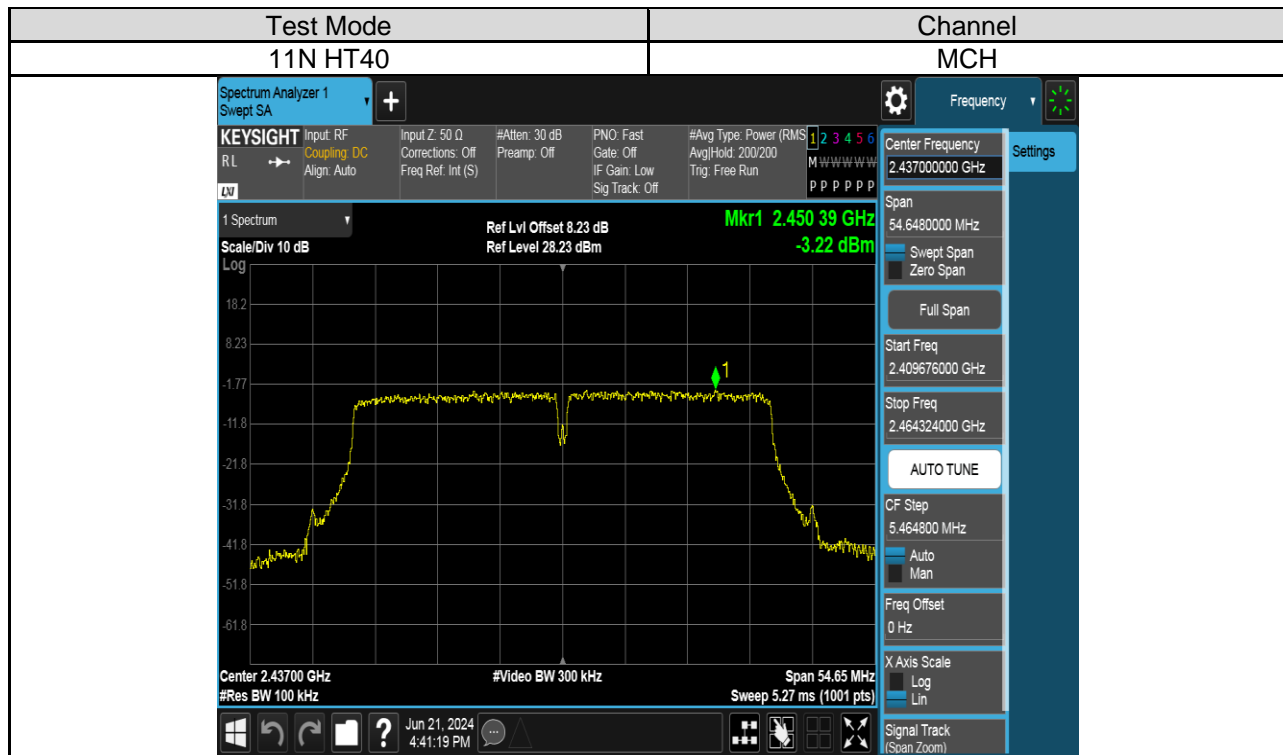 Test Mode Channel
11N HT40 MCH
Spectrum Analyzer 1
Swept SA
+
Frequency
KEYSIGHT Input: RF Input Z: 50 Ω #Atten: 30 dB PNO: Fast #Avg Type: Power (RMS 1 2 3 4 5 6
RL Coupling: DC Corrections: Off Preamp: Off Gate: Off Avg|Hold: 200/200 M W W W W W
Align: Auto Freq Ref: Int (S) IF Gain: Low Trig: Free Run
LXI Sig Track: Off P P P P P P
1 Spectrum
Ref Lvl Offset 8.23 dB Mkr1 2.450 39 GHz
Scale/Div 10 dB Ref Level 28.23 dBm -3.22 dBm
Log
18.2
8.23
1
-1.77
-11.8
-21.8
-31.8
-41.8
-51.8
-61.8
Center 2.43700 GHz #Video BW 300 kHz Span 54.65 MHz
#Res BW 100 kHz Sweep 5.27 ms (1001 pts)
? Jun 21, 2024
4:41:19 PM
Center Frequency
2.437000000 GHz
Settings
Span
54.6480000 MHz
Swept Span
Zero Span
Full Span
Start Freq
2.409676000 GHz
Stop Freq
2.464324000 GHz
AUTO TUNE
CF Step
5.464800 MHz
Auto
Man
Freq Offset
0 Hz
X Axis Scale
Log
Lin
Signal Track
(Span Zoom)